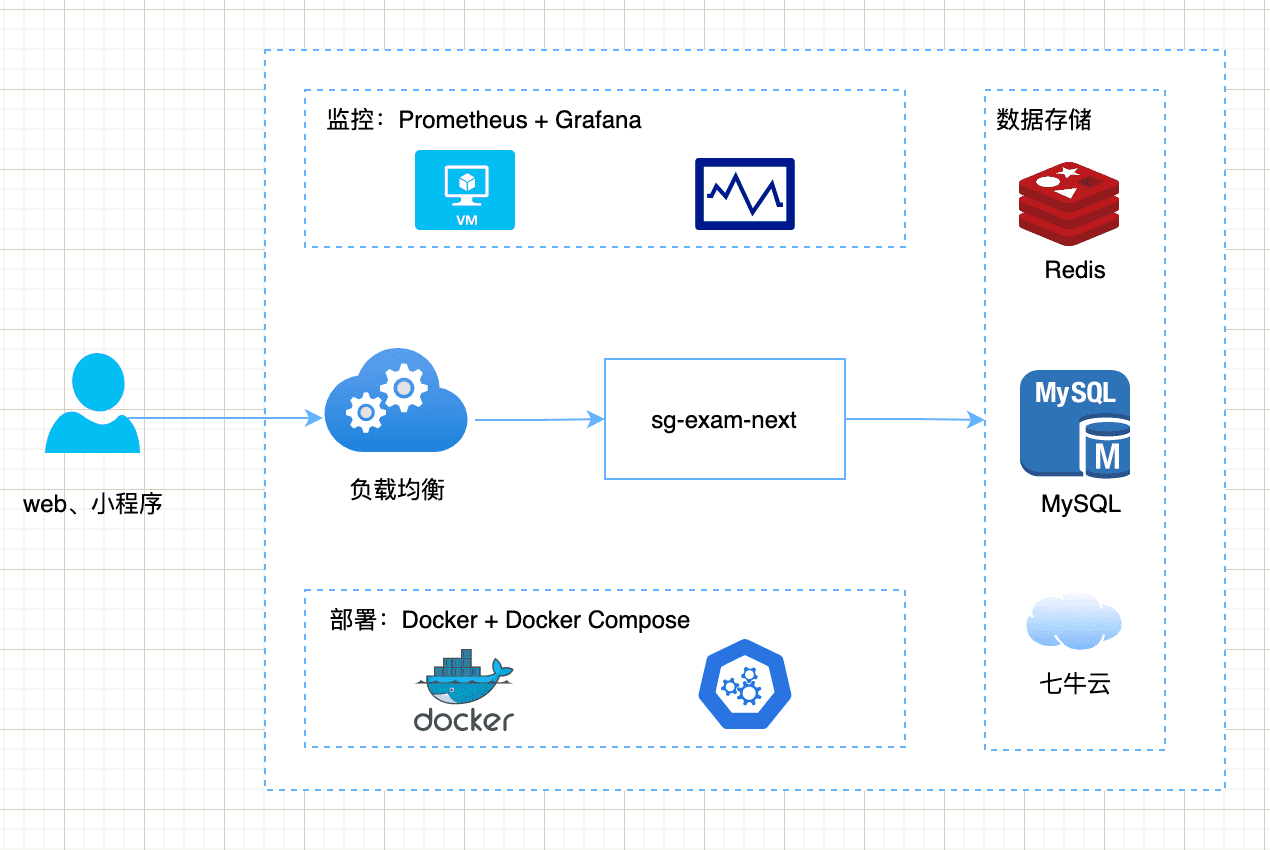 监控：Prometheus + Grafana
VM
数据存储
Redis
web、小程序
负载均衡
sg-exam-next
MySQL
M
MySQL
部署：Docker + Docker Compose
docker
七牛云